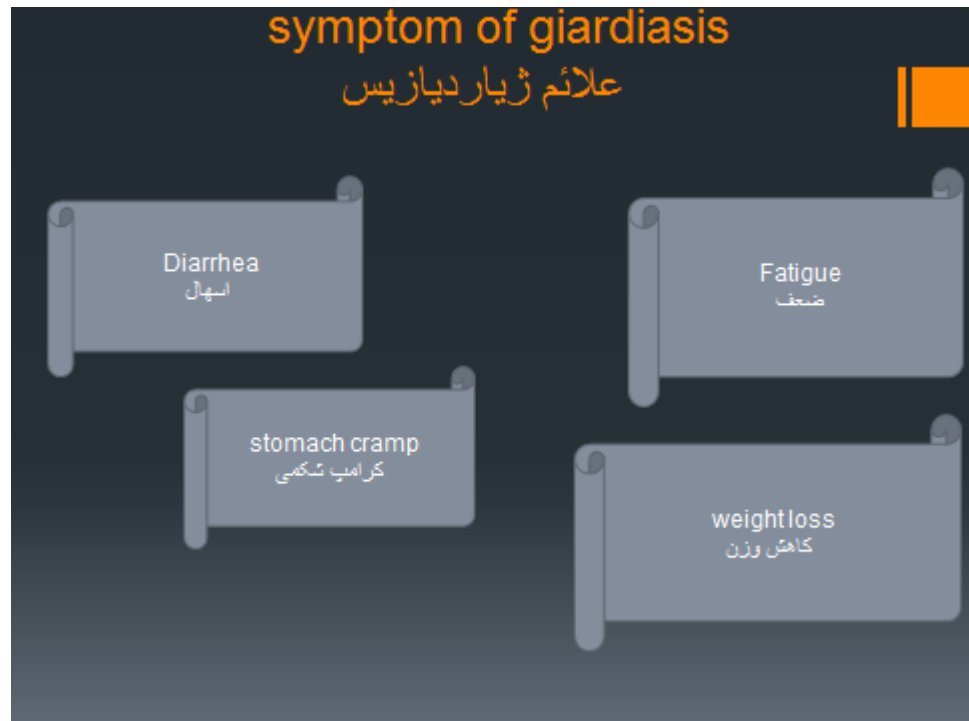 symptom of giardiasis
علائم ژیاردیازیس
Diarrhea
اسهال
Fatigue
ضعف
stomach cramp
کرامپ شکمی
weight loss
کاهش وزن